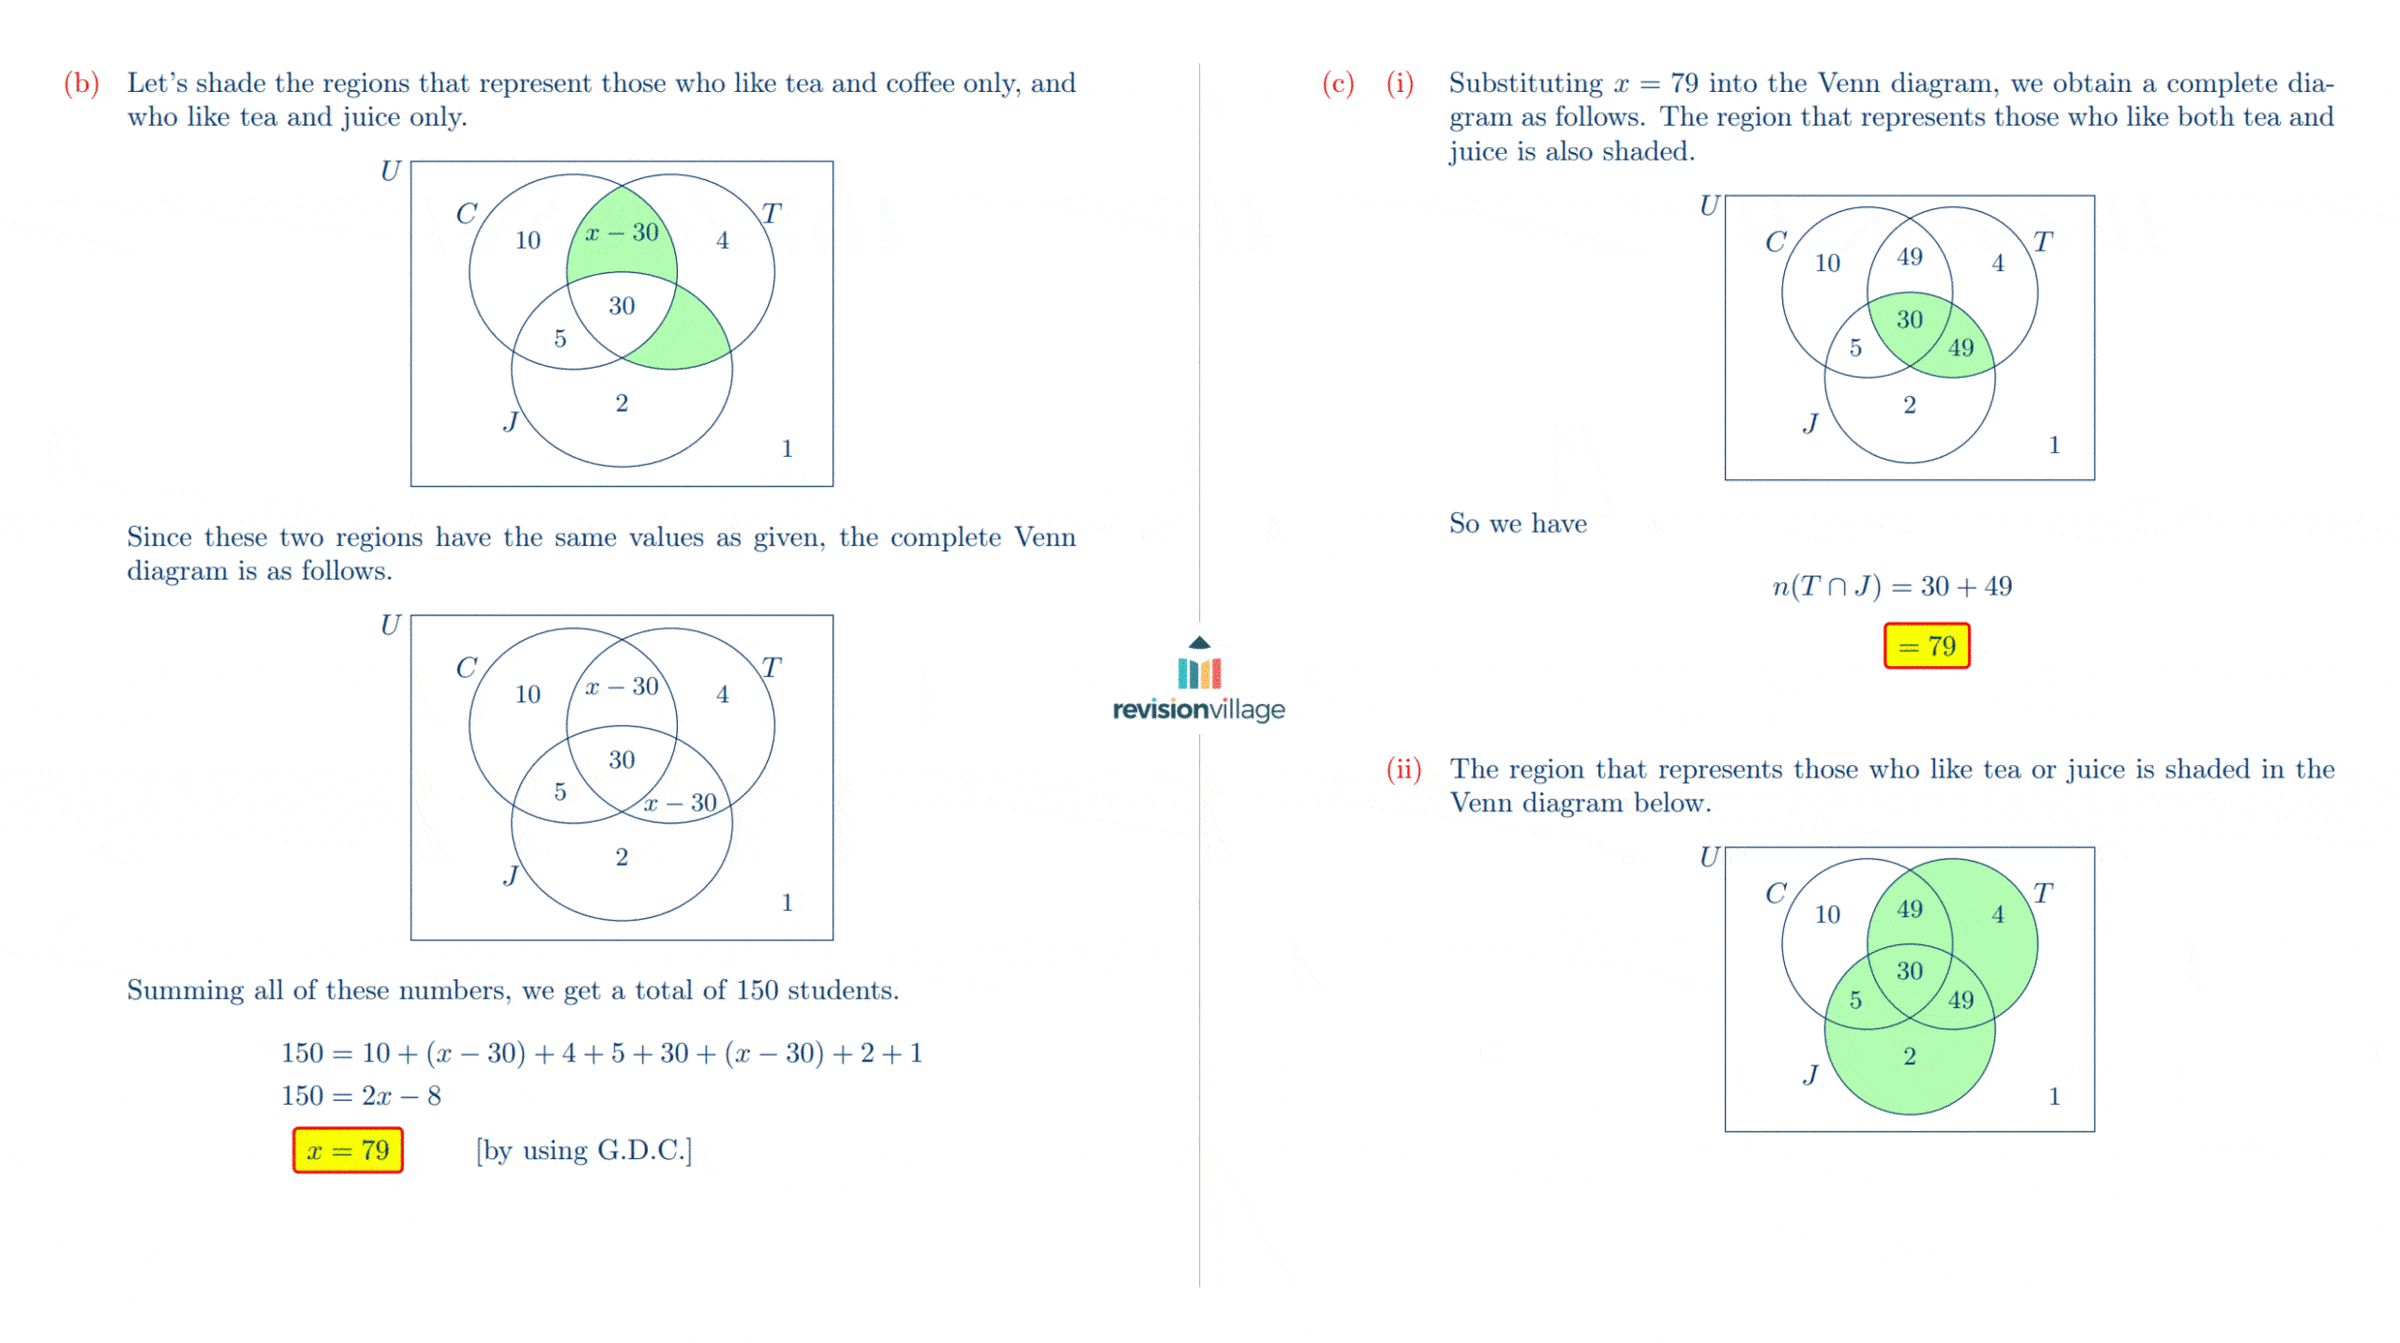 (b) Let's shade the regions that represent those who like tea and coffee only, and
who like tea and juice only.
U
C
T
10
x − 30
4
30
5
2
J
1
Since these two regions have the same values as given, the complete Venn
diagram is as follows.
U
C
T
10
x − 30
4
30
5
x − 30
2
J
1
Summing all of these numbers, we get a total of 150 students.
150 = 10 + (x − 30) + 4 + 5 + 30 + (x − 30) + 2 + 1
150 = 2x − 8
x = 79 [by using G.D.C.]
revisionvillage
(c) (i) Substituting x = 79 into the Venn diagram, we obtain a complete dia-
gram as follows. The region that represents those who like both tea and
juice is also shaded.
U
C
T
10
49
4
30
5
49
2
J
1
So we have
n(T ∩ J) = 30 + 49
= 79
(ii) The region that represents those who like tea or juice is shaded in the
Venn diagram below.
U
C
T
10
49
4
30
5
49
2
J
1